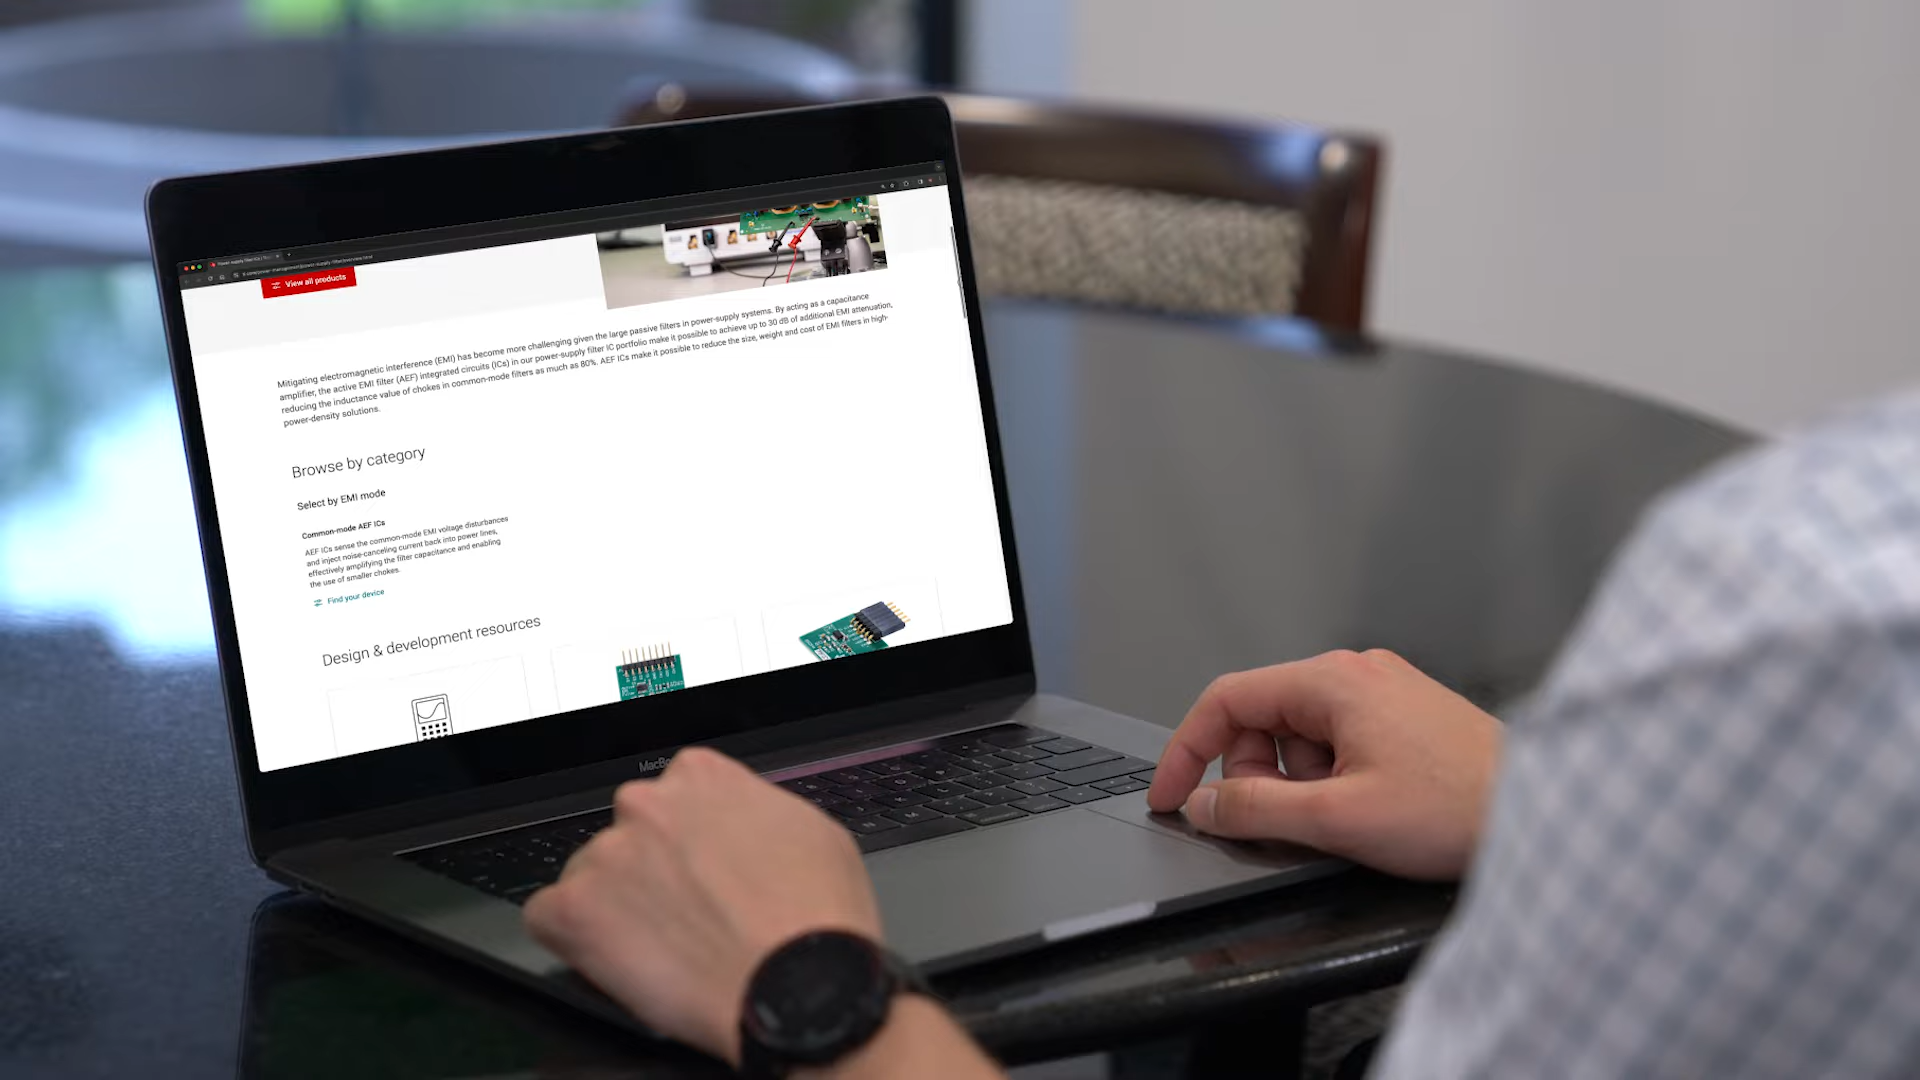 View all products
Mitigating electromagnetic interference (EMI) has become more challenging given the large passive filters in power-supply systems. By acting as a capacitance
amplifier, the active EMI filter (AEF) integrated circuits (ICs) in our power-supply filter IC portfolio make it possible to achieve up to 30 dB of additional EMI attenuation,
reducing the inductance value of chokes in common-mode filters as much as 80%. AEF ICs make it possible to reduce the size, weight and cost of EMI filters in high-
power-density solutions.
Browse by category
Select by EMI mode
Common-mode AEF ICs
AEF ICs sense the common-mode EMI voltage disturbances
and inject noise-canceling current back into power lines,
effectively amplifying the filter capacitance and enabling
the use of smaller chokes.
Find your device
Design & development resources